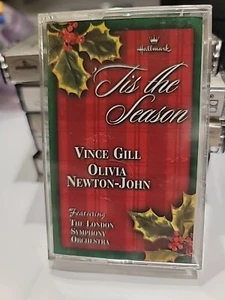 Hallmark
'Tis the
Season
VINCE GILL
OLIVIA
NEWTON-JOHN
Featuring
THE LONDON
SYMPHONY
ORCHESTRA